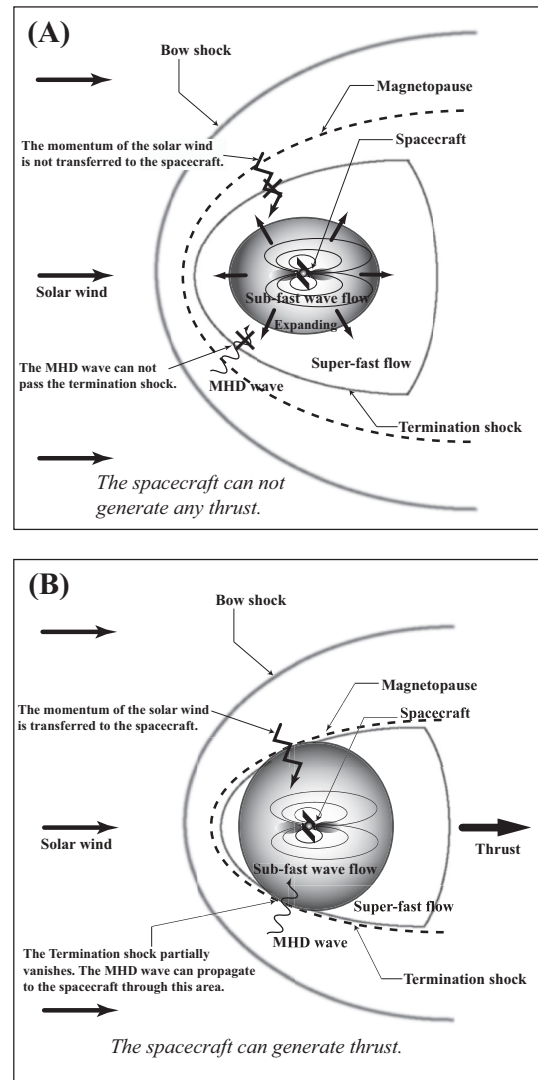 (A)
Bow shock
Magnetopause
Spacecraft
The momentum of the solar wind
is not transferred to the spacecraft.
Solar wind
Sub-fast wave flow
Expanding
The MHD wave can not
pass the termination shock.
MHD wave
Super-fast flow
Termination shock
The spacecraft can not
generate any thrust.
(B)
Bow shock
Magnetopause
Spacecraft
The momentum of the solar wind
is transferred to the spacecraft.
Solar wind
Thrust
Sub-fast wave flow
Super-fast flow
MHD wave
The Termination shock partially
vanishes. The MHD wave can propagate
to the spacecraft through this area.
Termination shock
The spacecraft can generate thrust.